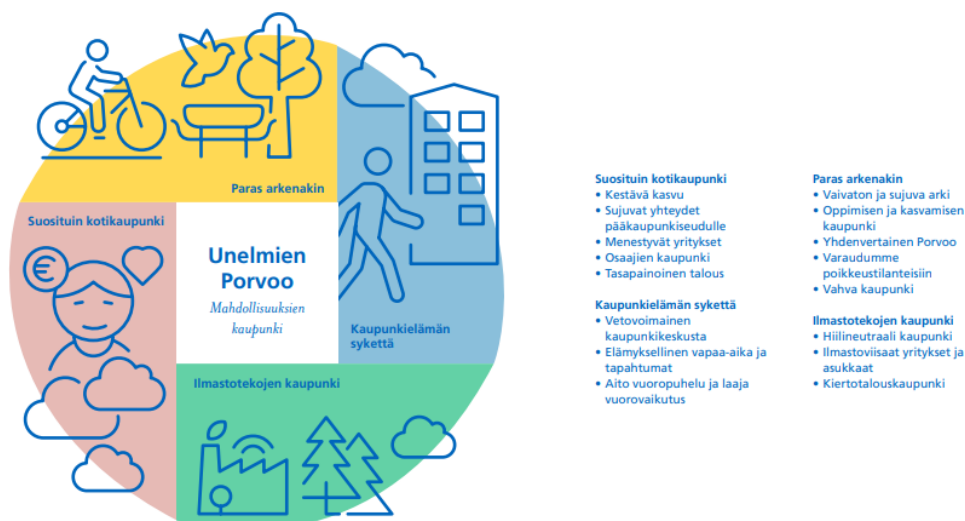 Paras arkenakin
Suosituin kotikaupunki
Unelmien
Porvoo
Mahdollisuuksien
kaupunki
Kaupunkielämän
sykettä
Ilmastotekojen kaupunki
€
Suosituin kotikaupunki
• Kestävä kasvu
• Sujuvat yhteydet
pääkaupunkiseudulle
• Menestyvät yritykset
• Osaajien kaupunki
• Tasapainoinen talous
Kaupunkielämän sykettä
• Vetovoimainen
kaupunkikeskusta
• Elämyksellinen vapaa-aika ja
tapahtumat
• Aito vuoropuhelu ja laaja
vuorovaikutus
Paras arkenakin
• Vaivaton ja sujuva arki
• Oppimisen ja kasvamisen
kaupunki
• Yhdenvertainen Porvoo
• Varaudumme
poikkeustilanteisiin
• Vahva kaupunki
Ilmastotekojen kaupunki
• Hiilineutraali kaupunki
• Ilmastoviisaat yritykset ja
asukkaat
• Kiertotalouskaupunki